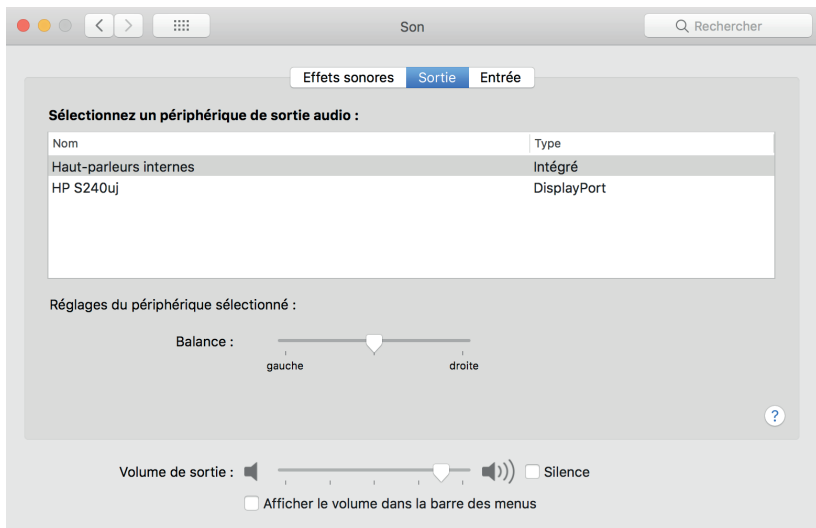 Son
Rechercher
Effets sonores Sortie Entrée
Sélectionnez un périphérique de sortie audio :
Nom Type
Haut-parleurs internes Intégré
HP S240uj DisplayPort
Réglages du périphérique sélectionné :
Balance :
gauche droite
?
Volume de sortie : Silence
Afficher le volume dans la barre des menus